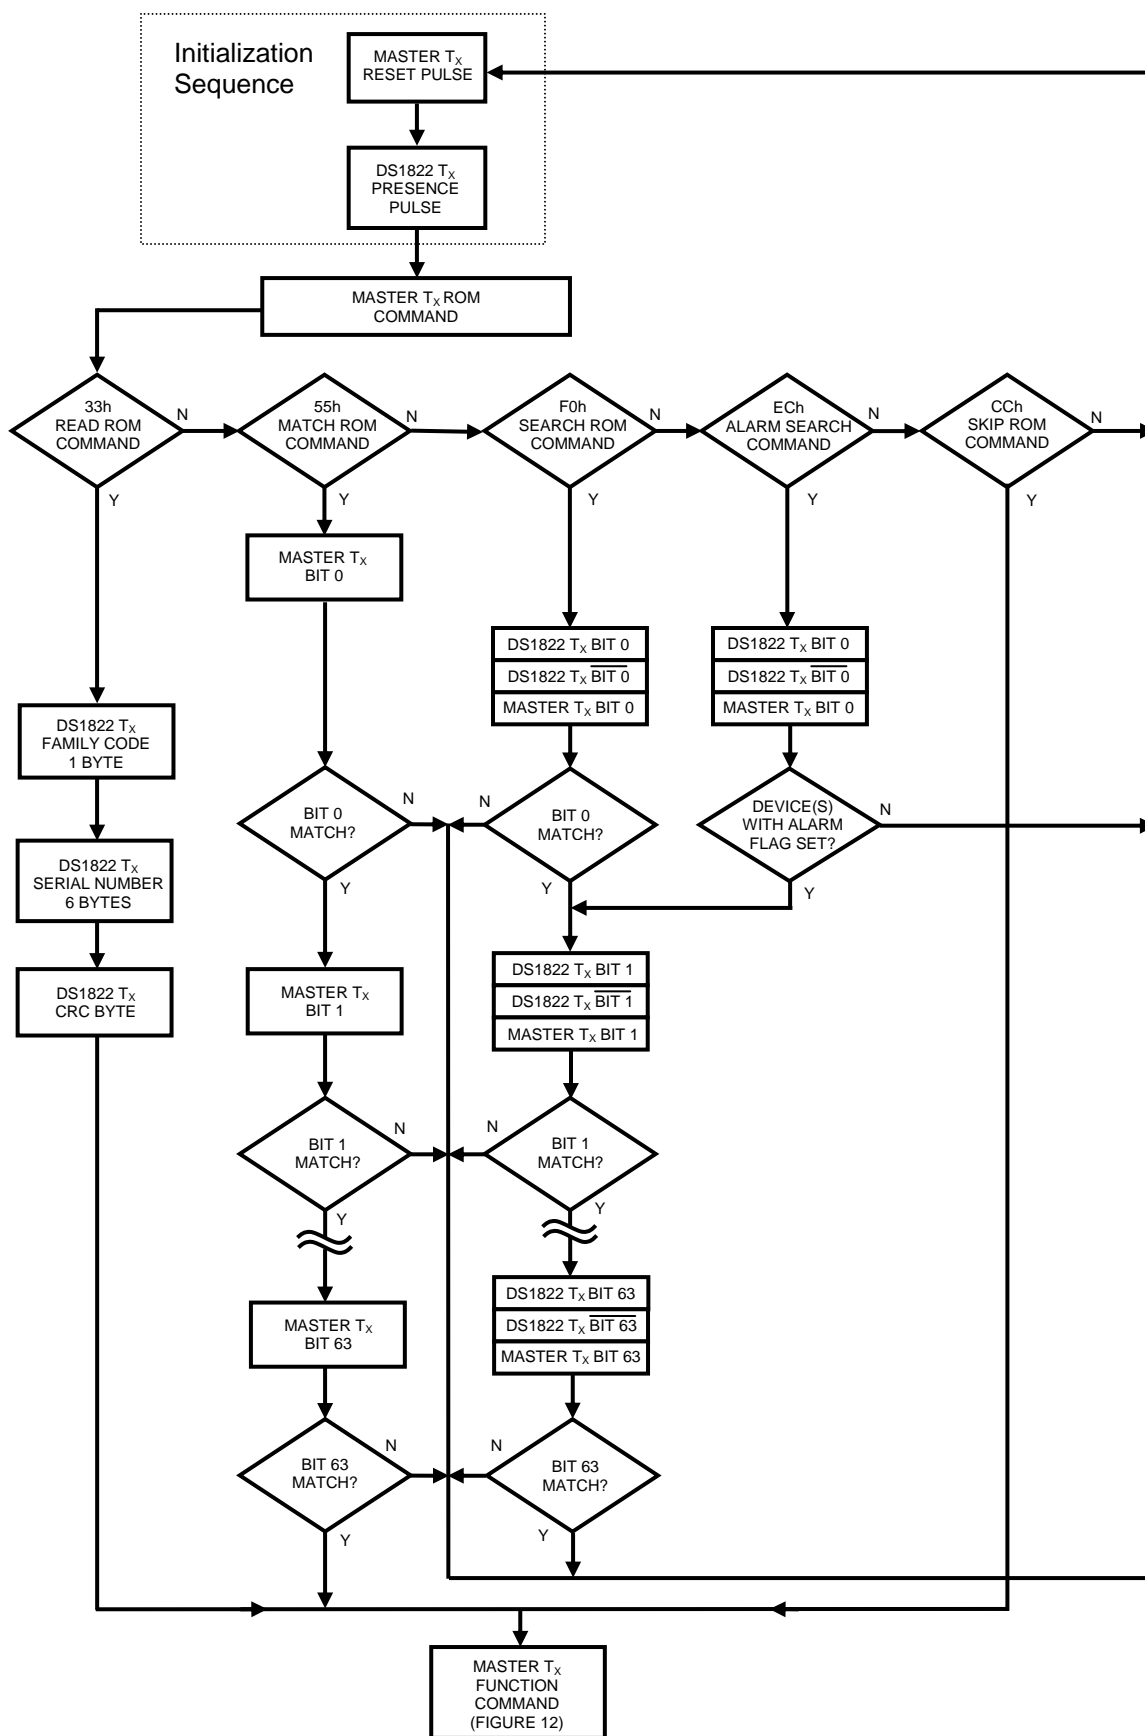 Initialization
Sequence
MASTER TX
RESET PULSE
DS1822 TX
PRESENCE
PULSE
MASTER TX ROM
COMMAND
33h
READ ROM
COMMAND
N
Y
55h
MATCH ROM
COMMAND
N
Y
F0h
SEARCH ROM
COMMAND
N
Y
ECh
ALARM SEARCH
COMMAND
N
Y
CCh
SKIP ROM
COMMAND
N
Y
MASTER TX
BIT 0
DS1822 TX BIT 0
DS1822 TX BIT 0
MASTER TX BIT 0
DS1822 TX BIT 0
DS1822 TX BIT 0
MASTER TX BIT 0
DS1822 TX
FAMILY CODE
1 BYTE
DS1822 TX
SERIAL NUMBER
6 BYTES
DS1822 TX
CRC BYTE
BIT 0
MATCH?
N
Y
N
BIT 0
MATCH?
Y
DEVICE(S)
WITH ALARM
FLAG SET?
N
Y
MASTER TX
BIT 1
DS1822 TX BIT 1
DS1822 TX BIT 1
MASTER TX BIT 1
BIT 1
MATCH?
N
Y
N
BIT 1
MATCH?
Y
MASTER TX
BIT 63
DS1822 TX BIT 63
DS1822 TX BIT 63
MASTER TX BIT 63
BIT 63
MATCH?
N
Y
N
BIT 63
MATCH?
Y
MASTER TX
FUNCTION
COMMAND
(FIGURE 12)